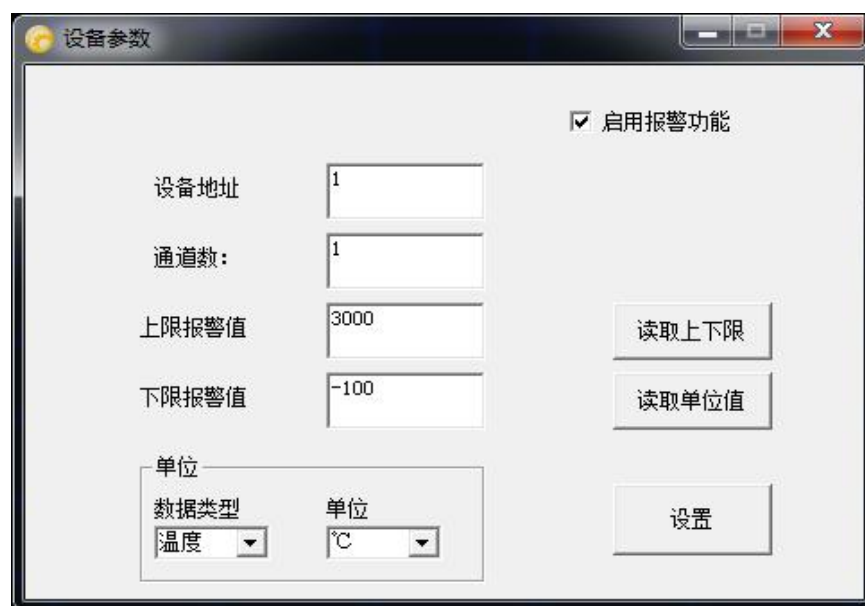 设备参数
启用报警功能
设备地址 1
通道数: 1
上限报警值 3000 读取上下限
下限报警值 -100 读取单位值
单位
数据类型 单位
温度 ℃
设置